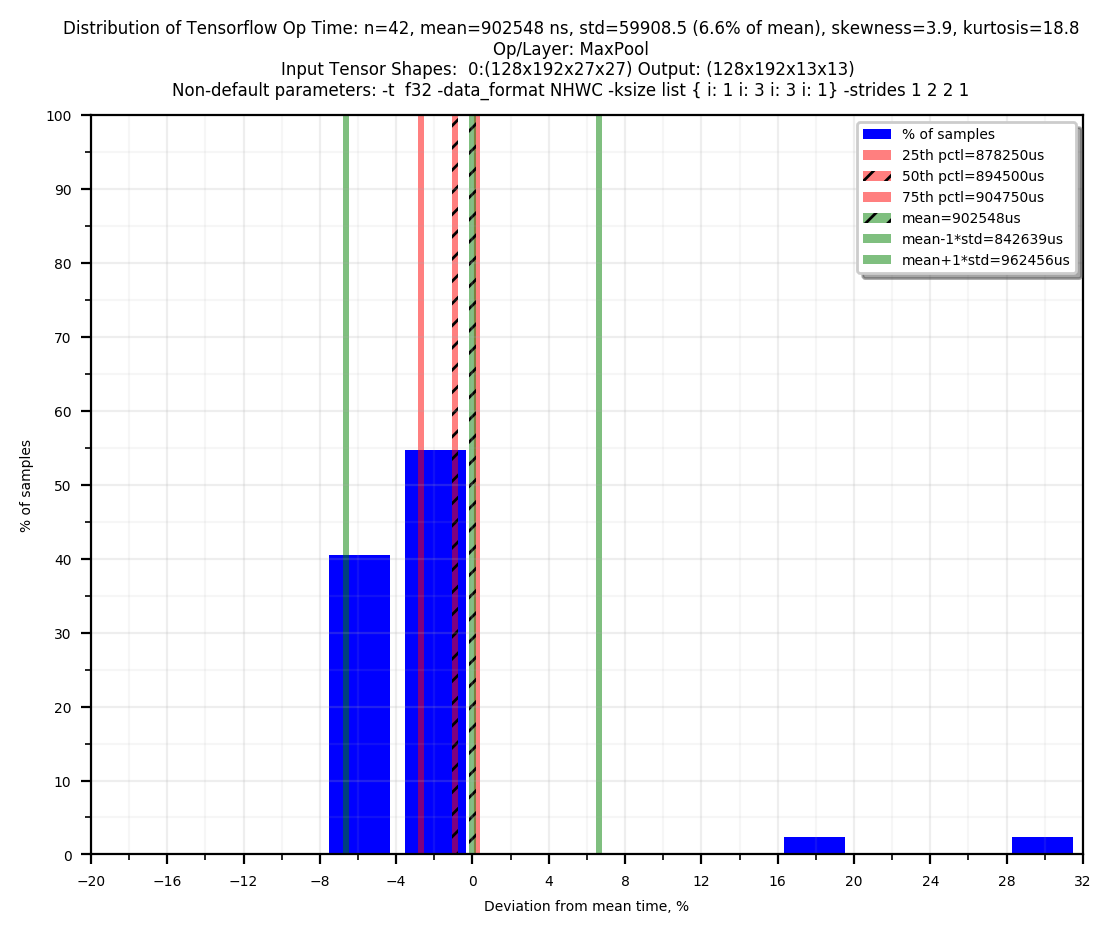 Distribution of Tensorflow Op Time: n=42, mean=902548 ns, std=59908.5 (6.6% of mean), skewness=3.9, kurtosis=18.8
Op/Layer: MaxPool
Input Tensor Shapes:  0:(128x192x27x27) Output: (128x192x13x13)
Non-default parameters: -t  f32 -data_format NHWC -ksize list { i: 1 i: 3 i: 3 i: 1} -strides 1 2 2 1
% of samples
25th pctl=878250us
50th pctl=894500us
75th pctl=904750us
mean=902548us
mean-1*std=842639us
mean+1*std=962456us
100
90
80
70
60
50
40
30
20
10
0
% of samples
−20
−16
−12
−8
−4
0
4
8
12
16
20
24
28
32
Deviation from mean time, %